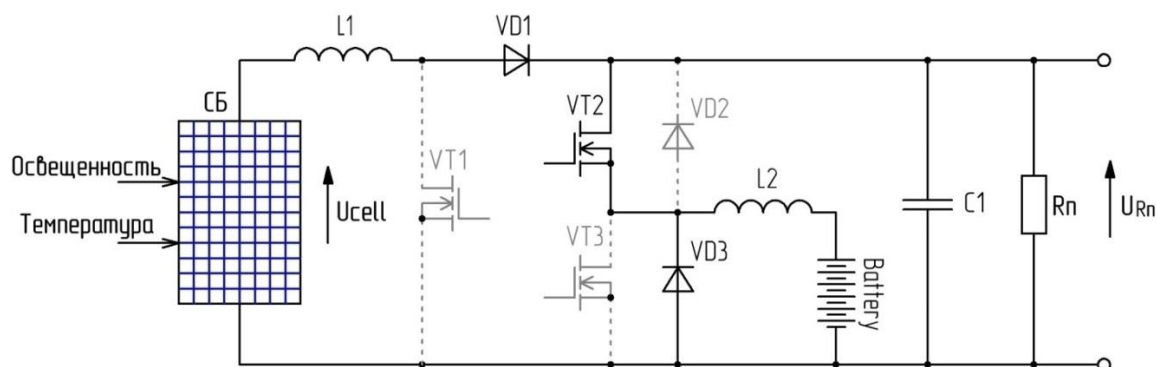 L1
VD1
СБ
VT2
VD2
Освещенность
VT1
Ucell
L2
C1
Rn
URn
Температура
VT3
VD3
Battery